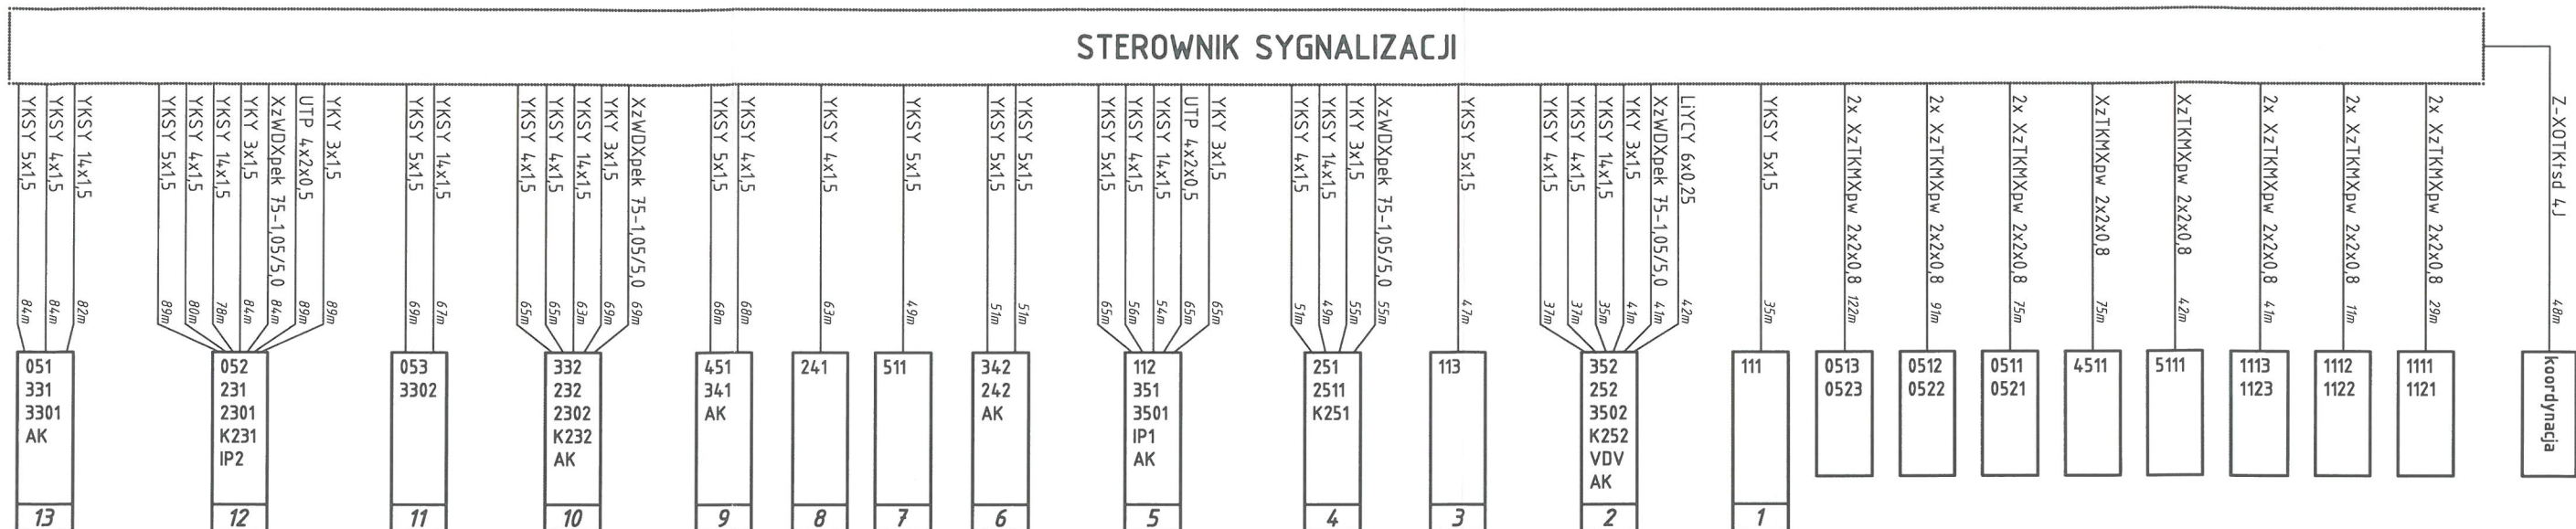 STEROWNIK SYGNALIZACJI
YKSY 5x1,5
84m
YKSY 4x1,5
84m
YKSY 14x1,5
82m
YKSY 5x1,5
89m
YKSY 4x1,5
80m
YKSY 14x1,5
78m
YKY 3x1,5
84m
XzWDXpek 75-1,05/5,0
84m
UTP 4x2x0,5
89m
YKY 3x1,5
89m
YKSY 5x1,5
69m
YKSY 14x1,5
67m
YKSY 4x1,5
65m
YKSY 4x1,5
65m
YKSY 14x1,5
63m
YKY 3x1,5
69m
XzWDXpek 75-1,05/5,0
69m
YKSY 5x1,5
68m
YKSY 4x1,5
68m
YKSY 4x1,5
63m
YKSY 5x1,5
49m
YKSY 5x1,5
51m
YKSY 5x1,5
51m
YKSY 5x1,5
65m
YKSY 4x1,5
56m
YKSY 14x1,5
54m
UTP 4x2x0,5
65m
YKY 3x1,5
65m
YKSY 4x1,5
51m
YKSY 14x1,5
49m
YKY 3x1,5
55m
XzWDXpek 75-1,05/5,0
55m
YKSY 5x1,5
47m
YKSY 4x1,5
37m
YKSY 4x1,5
37m
YKSY 14x1,5
35m
YKY 3x1,5
41m
XzWDXpek 75-1,05/5,0
41m
LiYCY 6x0,25
42m
YKSY 5x1,5
35m
2x XzTKMXpw 2x2x0,8
122m
2x XzTKMXpw 2x2x0,8
91m
2x XzTKMXpw 2x2x0,8
75m
XzTKMXpw 2x2x0,8
75m
XzTKMXpw 2x2x0,8
42m
2x XzTKMXpw 2x2x0,8
41m
2x XzTKMXpw 2x2x0,8
11m
2x XzTKMXpw 2x2x0,8
29m
Z-XOTKtsd 4J
48m
051
331
3301
AK
13
052
231
2301
K231
IP2
12
053
3302
11
332
232
2302
K232
AK
10
451
341
AK
9
241
8
511
7
342
242
AK
6
112
351
3501
IP1
AK
5
251
2511
K251
4
113
3
352
252
3502
K252
VDV
AK
2
111
1
0513
0523
0512
0522
0511
0521
4511
5111
1113
1123
1112
1122
1111
1121
koordynacja